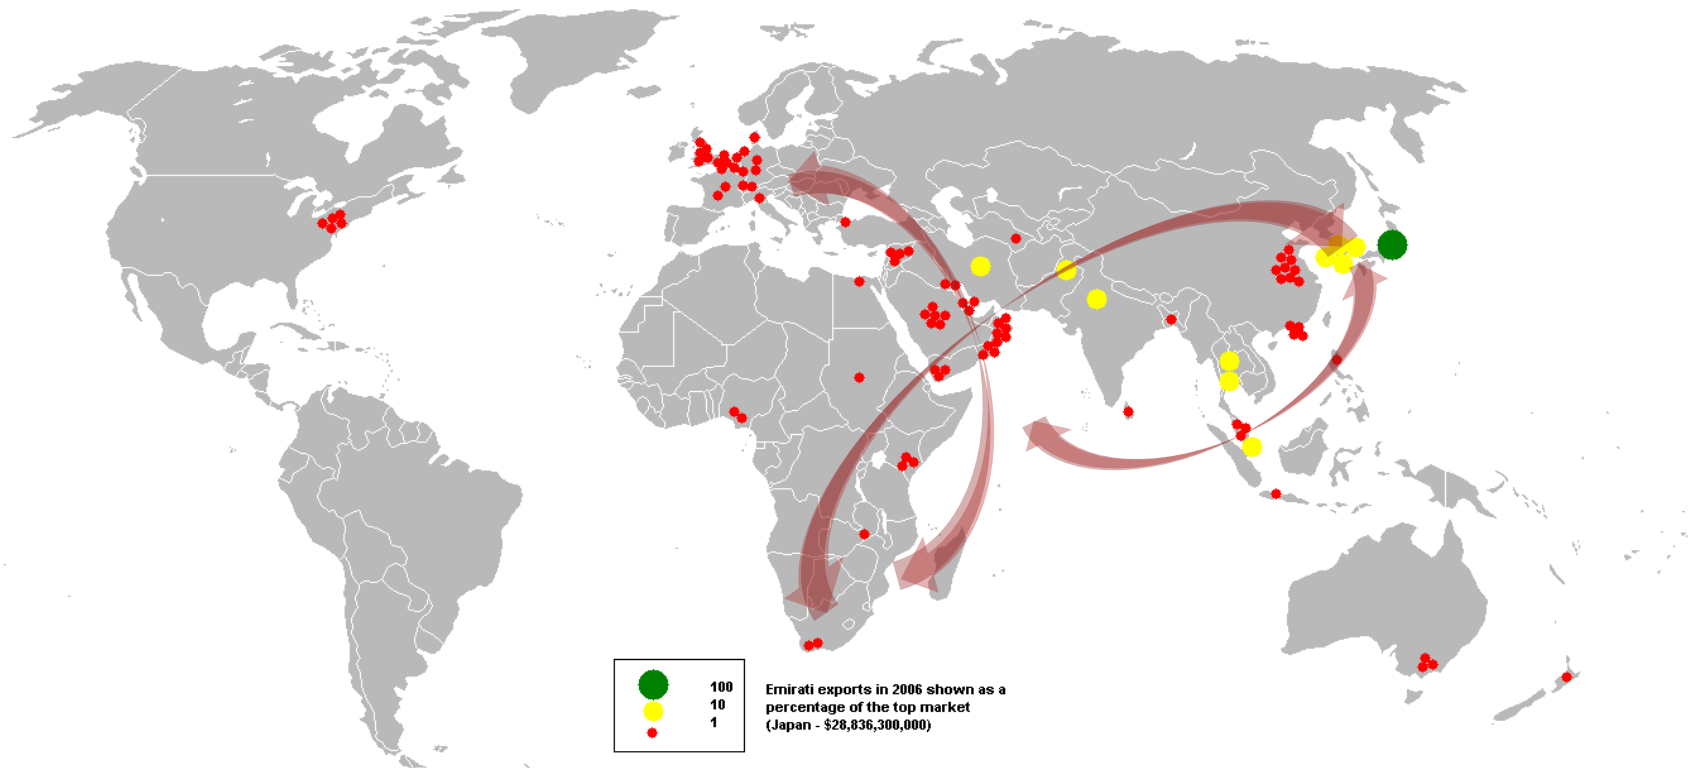 100
10
1
Emirati exports in 2006 shown as a
percentage of the top market
(Japan - $28,836,300,000)